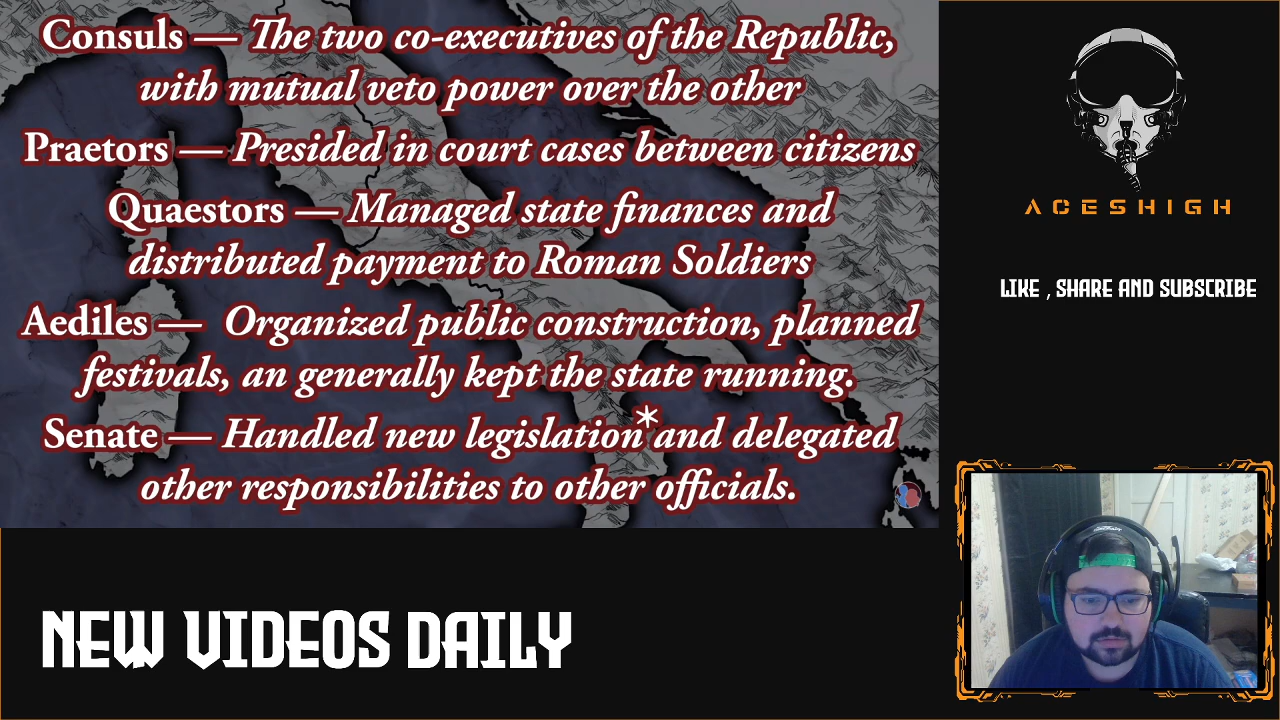 Consuls — The two co-executives of the Republic,
with mutual veto power over the other
Praetors — Presided in court cases between citizens
Quaestors — Managed state finances and
distributed payment to Roman Soldiers
Aediles — Organized public construction, planned
festivals, an generally kept the state running.
Senate — Handled new legislation* and delegated
other responsibilities to other officials.
ACESHIGH
LIKE , SHARE AND SUBSCRIBE
NEW VIDEOS DAILY